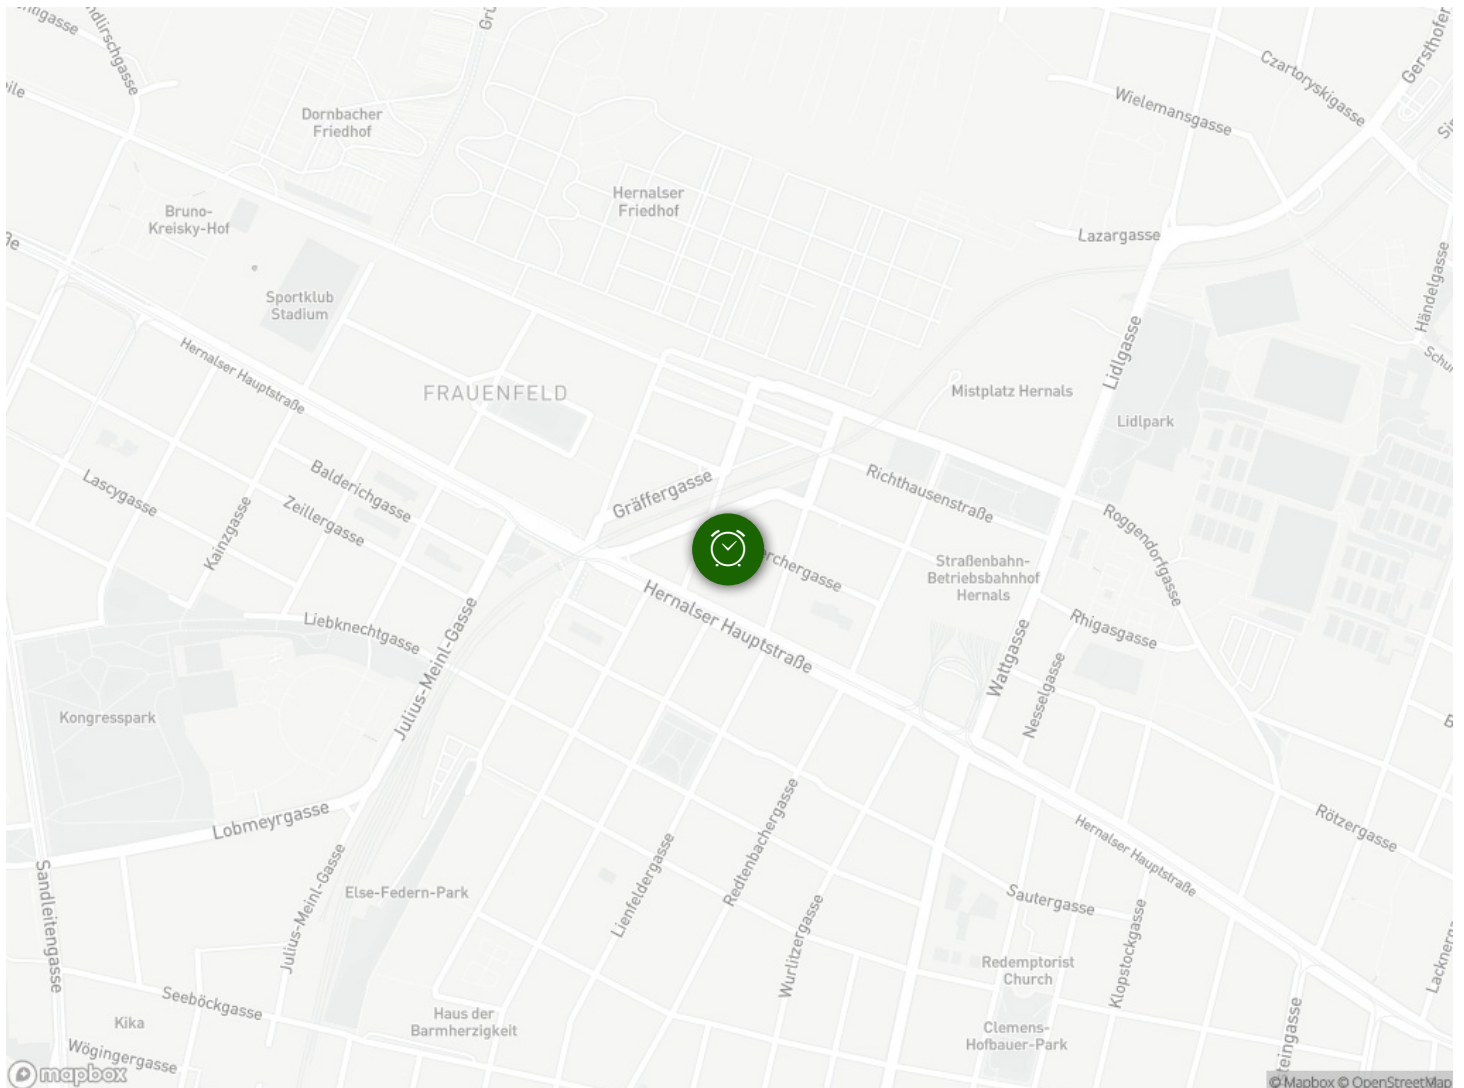 Czartoryskigasse
Gersthofer
Wielemansgasse
Dornbacher
Friedhof
Hernalser
Friedhof
Bruno-
Kreisky-Hof
Lazargasse
Händelgasse
Sportklub
Stadium
Hernalser Hauptstraße
Lidlgasse
FRAUENFELD
Mistplatz Hernals
Lidlpark
Balderichgasse
Lascygasse
Zeillergasse
Kainzgasse
Gräffergasse
Richthausenstraße
Roggendorfgasse
Straßenbahn-
Betriebsbahnhof
Hernals
Hernalser Hauptstraße
Liebknechtgasse
Rhigasgasse
Wattgasse
Nesselgasse
Julius-Meinl-Gasse
Kongresspark
Lobmeyrgasse
Redtenbachergasse
Rötzergasse
Hernalser Hauptstraße
Sandleitengasse
Julius-Meinl-Gasse
Else-Federn-Park
Lienfeldergasse
Wurlitzergasse
Sautergasse
Klopstockgasse
Redemptorist
Church
Seeböckgasse
Kika
Haus der
Barmherzigkeit
Clemens-
Hofbauer-Park
Wögingergasse
mapbox
© Mapbox © OpenStreetMap